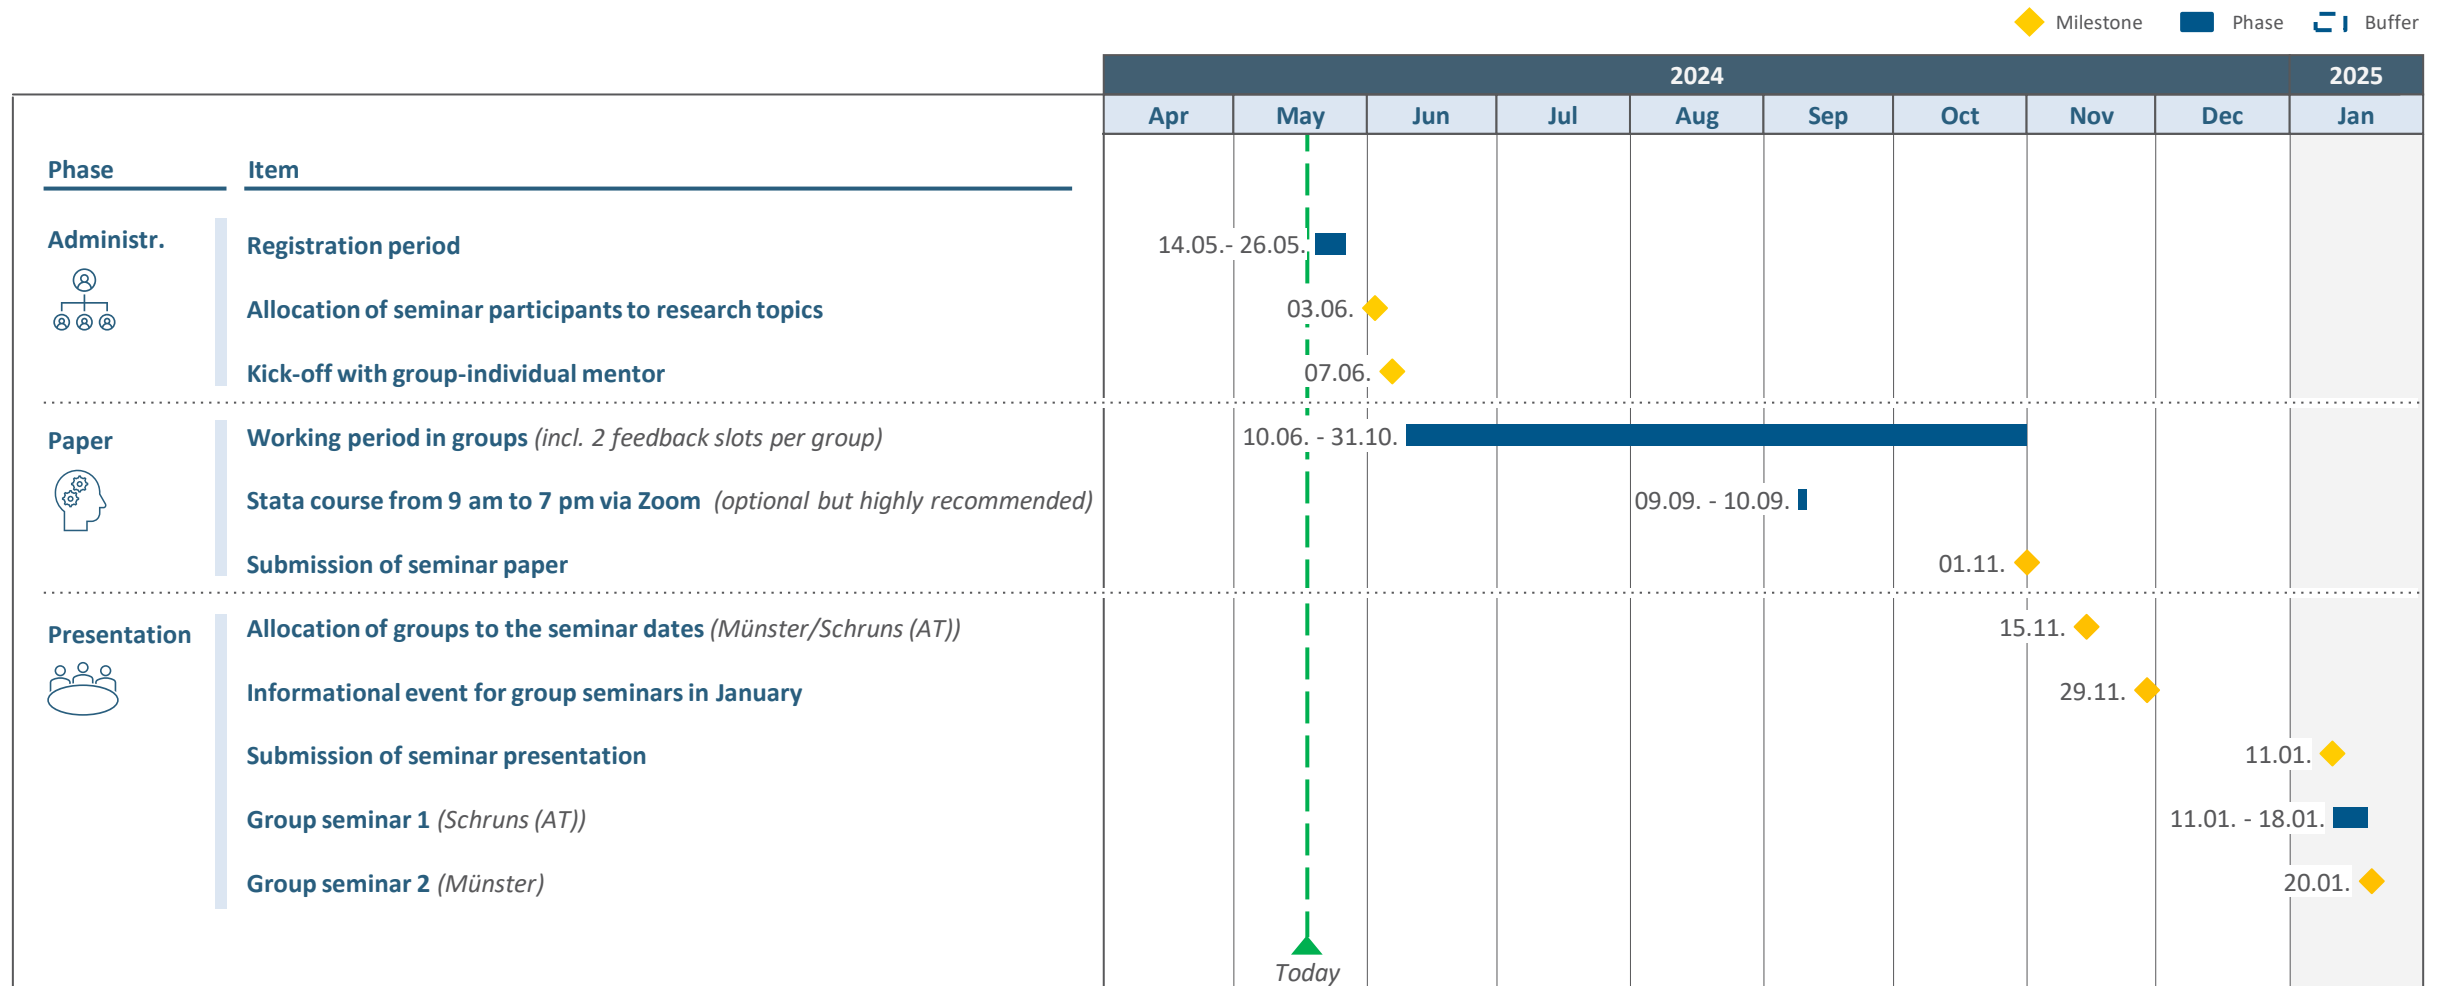 Milestone Phase Buffer
2024 2025
Apr May Jun Jul Aug Sep Oct Nov Dec Jan
Phase Item
Administr.
Registration period 14.05.- 26.05.
Allocation of seminar participants to research topics 03.06.
Kick-off with group-individual mentor 07.06.
Paper
Working period in groups (incl. 2 feedback slots per group) 10.06. - 31.10.
Stata course from 9 am to 7 pm via Zoom (optional but highly recommended) 09.09. - 10.09.
Submission of seminar paper 01.11.
Presentation
Allocation of groups to the seminar dates (Münster/Schruns (AT)) 15.11.
Informational event for group seminars in January 29.11.
Submission of seminar presentation 11.01.
Group seminar 1 (Schruns (AT)) 11.01. - 18.01.
Group seminar 2 (Münster) 20.01.
Today